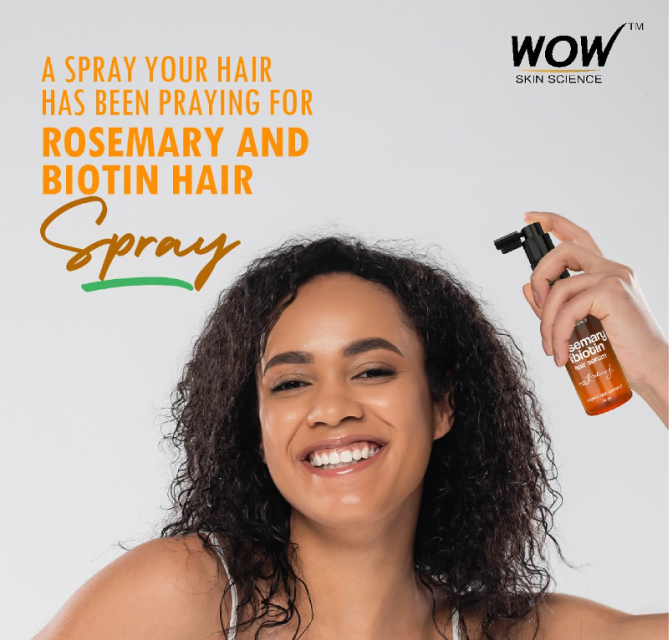 A SPRAY YOUR HAIR
HAS BEEN PRAYING FOR
ROSEMARY AND
BIOTIN HAIR
Spray
WOW™
SKIN SCIENCE
semary
biotin
hair serum